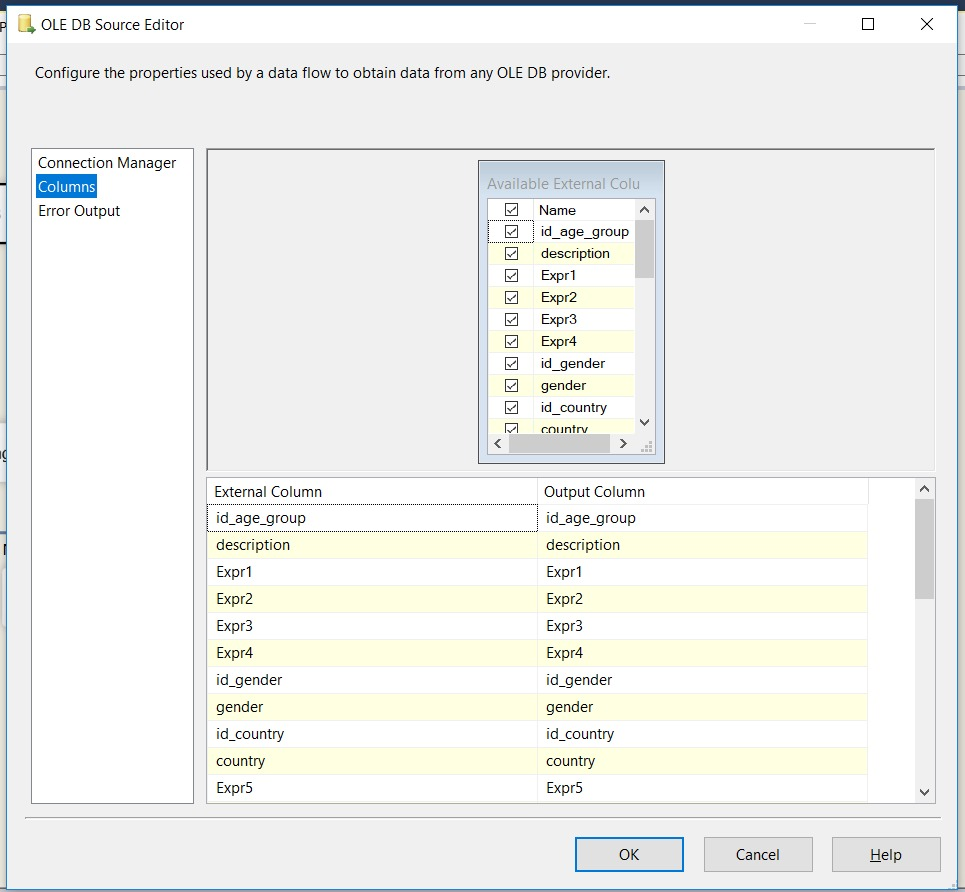 OLE DB Source Editor
Configure the properties used by a data flow to obtain data from any OLE DB provider.
Connection Manager
Columns
Error Output
Available External Colu
Name
id_age_group
description
Expr1
Expr2
Expr3
Expr4
id_gender
gender
id_country
country
External Column Output Column
id_age_group id_age_group
description description
Expr1 Expr1
Expr2 Expr2
Expr3 Expr3
Expr4 Expr4
id_gender id_gender
gender gender
id_country id_country
country country
Expr5 Expr5
OK Cancel Help